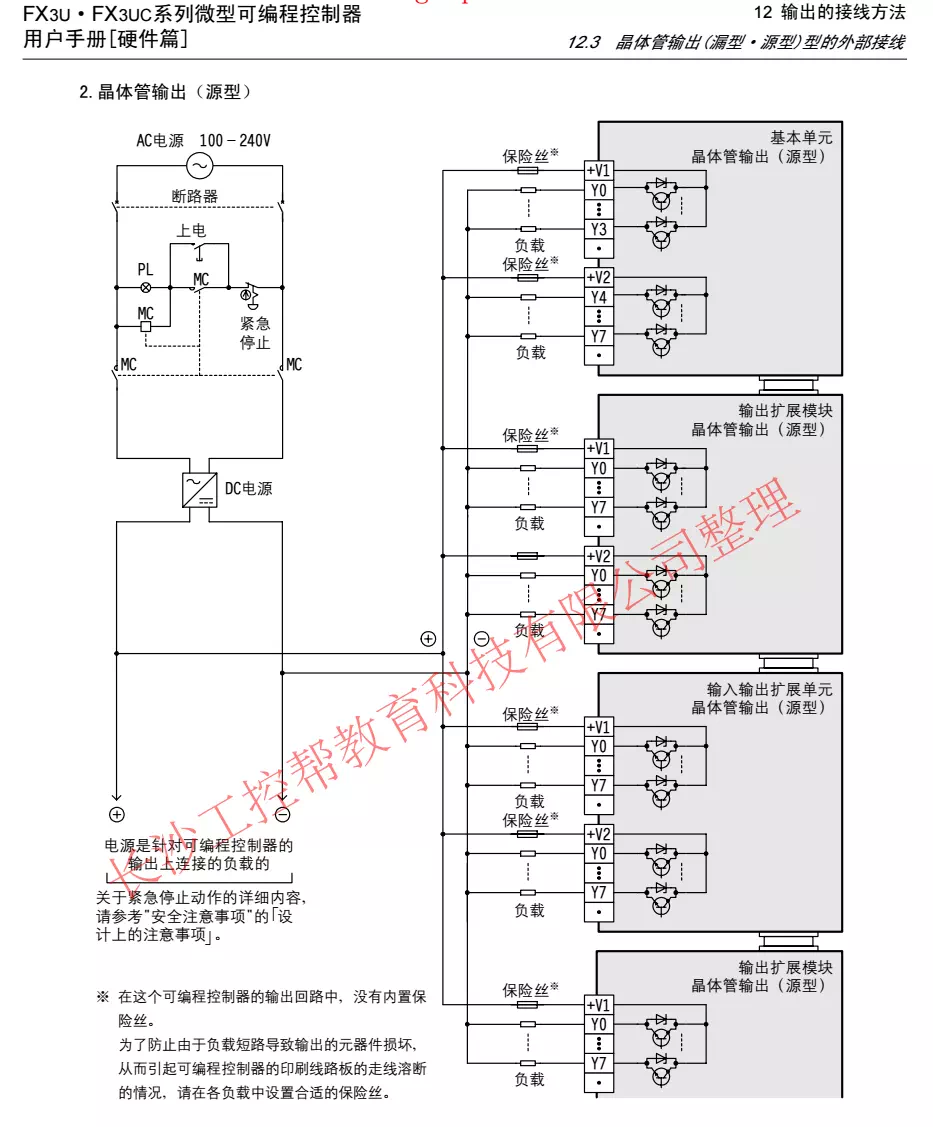 FX3U・FX3UC系列微型可编程控制器
用户手册[硬件篇]
12 输出的接线方法
12.3 晶体管输出(漏型・源型)型的外部接线
2. 晶体管输出（源型）
AC电源 100－240V
断路器
上电
PL
MC
MC
紧急
停止
MC
MC
DC电源
电源是针对可编程控制器的
输出上连接的负载的
关于紧急停止动作的详细内容,
请参考"安全注意事项"的「设
计上的注意事项」。
※ 在这个可编程控制器的输出回路中，没有内置保
险丝。
为了防止由于负载短路导致输出的元器件损坏，
从而引起可编程控制器的印刷线路板的走线溶断
的情况，请在各负载中设置合适的保险丝。
基本单元
晶体管输出（源型）
保险丝※
+V1
Y0
Y3
负载
保险丝※
+V2
Y4
Y7
负载
输出扩展模块
晶体管输出（源型）
保险丝※
+V1
Y0
Y7
负载
+V2
Y0
Y7
负载
输入输出扩展单元
晶体管输出（源型）
保险丝※
+V1
Y0
Y7
负载
保险丝※
+V2
Y0
Y7
负载
输出扩展模块
晶体管输出（源型）
保险丝※
+V1
Y0
Y7
负载
长沙工控帮教育科技有限公司整理